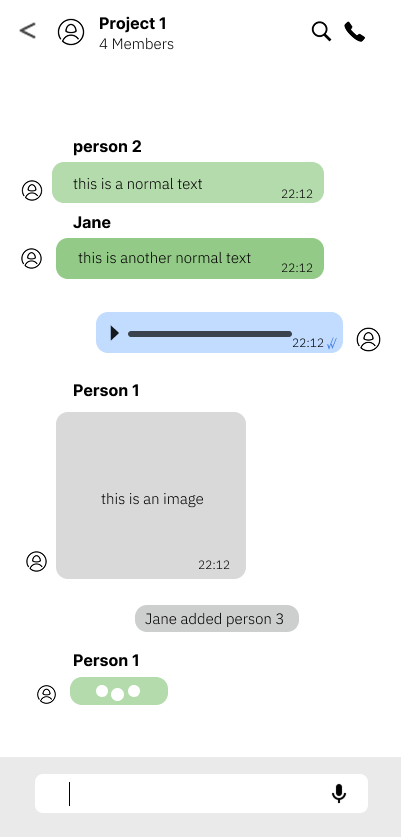 Project 1
4 Members
person 2
this is a normal text
22:12
Jane
this is another normal text
22:12
22:12
Person 1
this is an image
22:12
Jane added person 3
Person 1